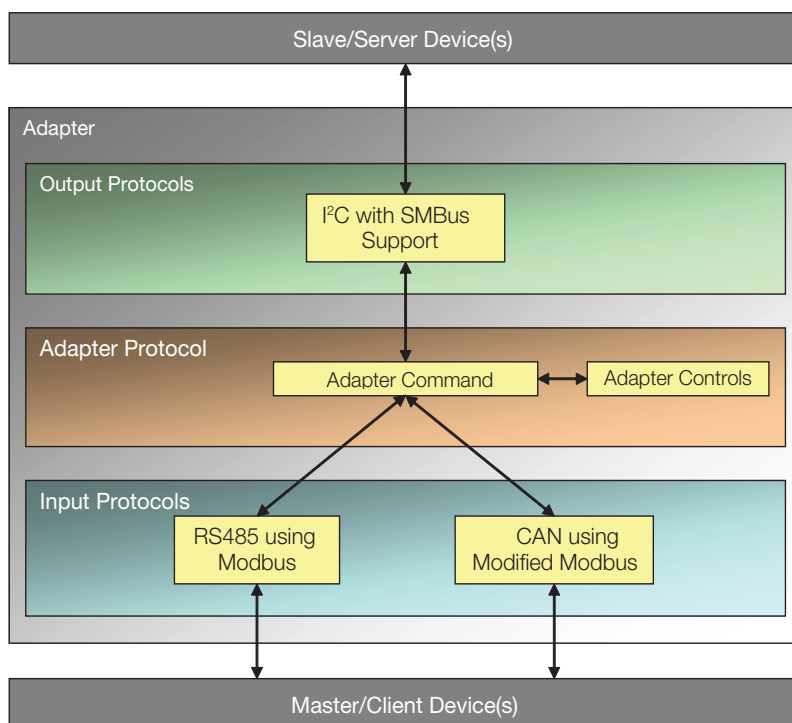 Slave/Server Device(s)
Adapter
Output Protocols
I²C with SMBus
Support
Adapter Protocol
Adapter Command
Adapter Controls
Input Protocols
RS485 using
Modbus
CAN using
Modified Modbus
Master/Client Device(s)